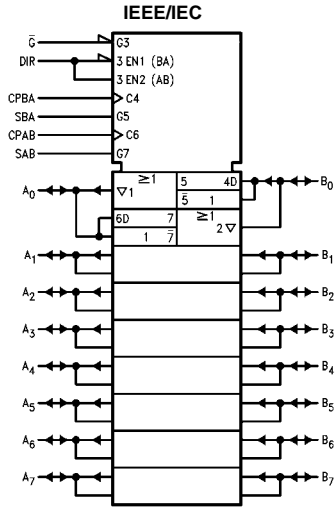 IEEE/IEC
G̅ G3
DIR 3 EN1 (BA)
3 EN2 (AB)
CPBA C4
SBA G5
CPAB C6
SAB G7
A0 ≥1 5 4D B0
▽1 5̅ 1
6D 7 ≥1
1 7̅ 2▽
A1 B1
A2 B2
A3 B3
A4 B4
A5 B5
A6 B6
A7 B7